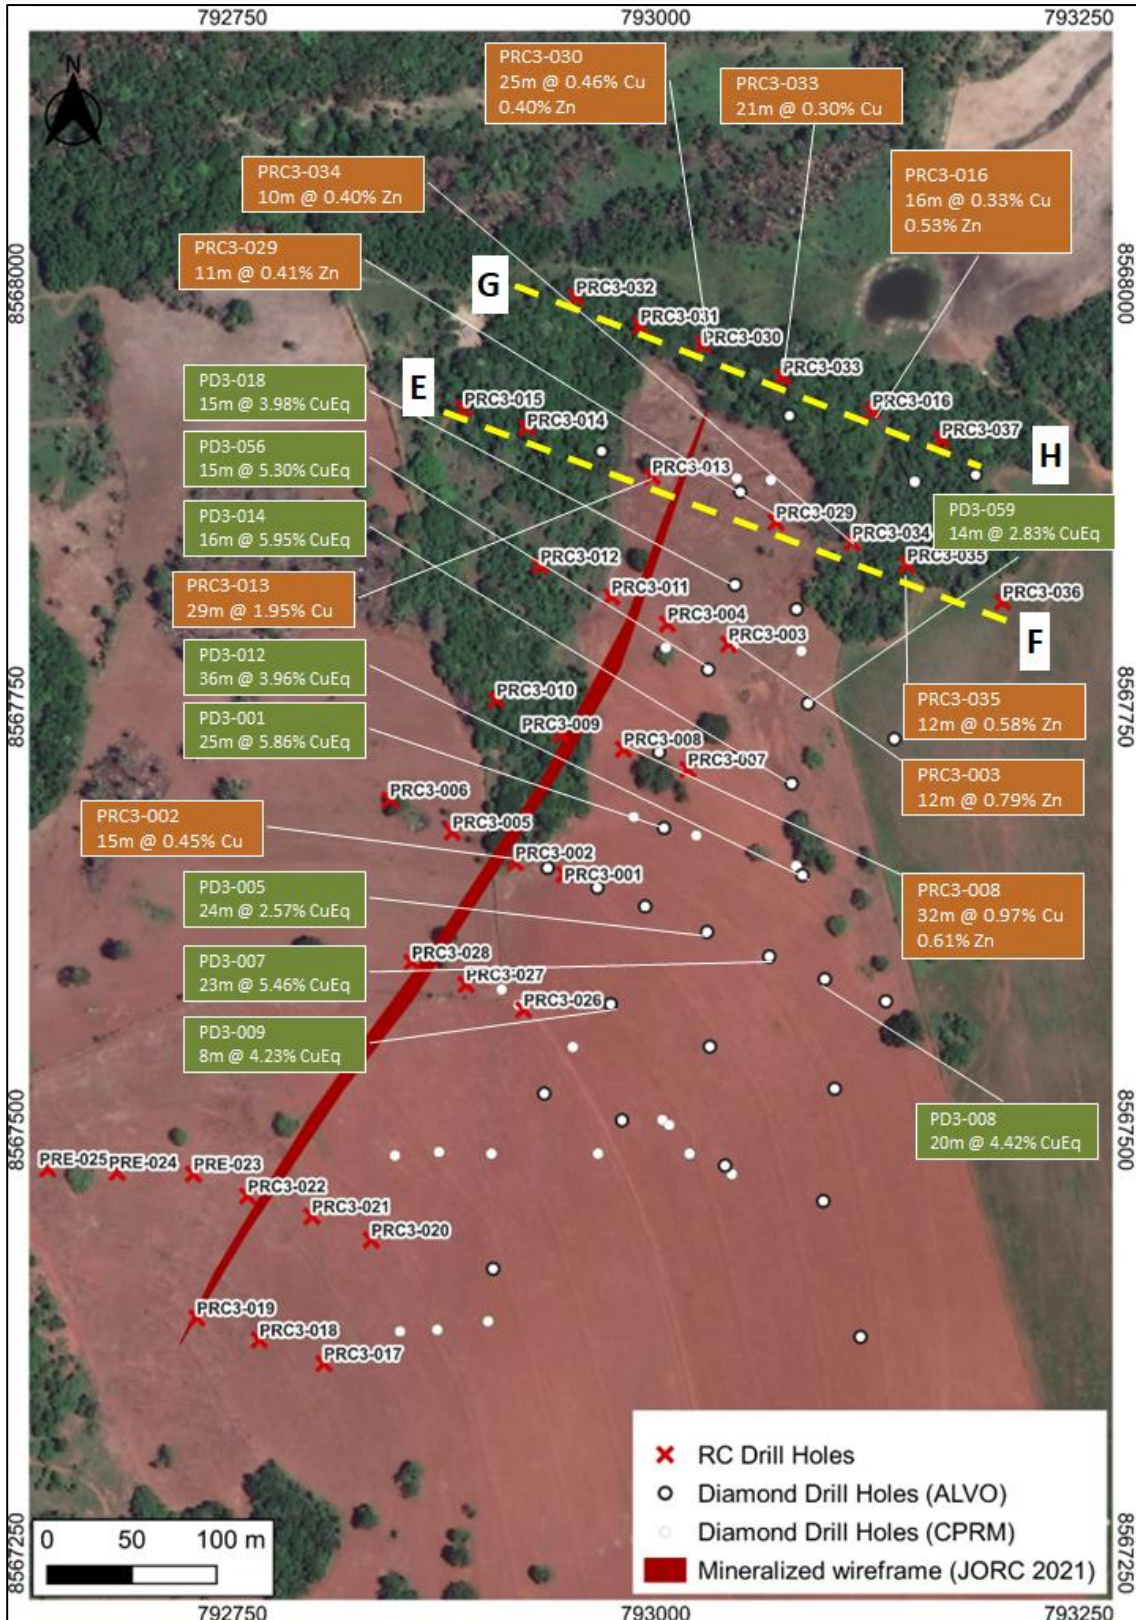 792750
793000
793250
N
PRC3-030
25m @ 0.46% Cu
0.40% Zn
PRC3-033
21m @ 0.30% Cu
PRC3-034
10m @ 0.40% Zn
PRC3-016
16m @ 0.33% Cu
0.53% Zn
PRC3-029
11m @ 0.41% Zn
8568000
8568000
G
PRC3-032
PRC3-031
PRC3-030
PRC3-033
PRC3-016
PRC3-037
H
E
PRC3-015
PRC3-014
PRC3-013
PRC3-029
PRC3-034
PRC3-035
PRC3-036
F
PD3-018
15m @ 3.98% CuEq
PD3-056
15m @ 5.30% CuEq
PD3-014
16m @ 5.95% CuEq
PD3-059
14m @ 2.83% CuEq
PRC3-012
PRC3-011
PRC3-004
PRC3-003
PRC3-013
29m @ 1.95% Cu
PD3-012
36m @ 3.96% CuEq
PD3-001
25m @ 5.86% CuEq
8567750
8567750
PRC3-010
PRC3-009
PRC3-008
PRC3-007
PRC3-035
12m @ 0.58% Zn
PRC3-003
12m @ 0.79% Zn
PRC3-006
PRC3-005
PRC3-002
PRC3-001
PRC3-002
15m @ 0.45% Cu
PRC3-008
32m @ 0.97% Cu
0.61% Zn
PD3-005
24m @ 2.57% CuEq
PD3-007
23m @ 5.46% CuEq
PD3-009
8m @ 4.23% CuEq
PRC3-028
PRC3-027
PRC3-026
PD3-008
20m @ 4.42% CuEq
8567500
8567500
PRE-025
PRE-024
PRE-023
PRC3-022
PRC3-021
PRC3-020
PRC3-019
PRC3-018
PRC3-017
RC Drill Holes
Diamond Drill Holes (ALVO)
Diamond Drill Holes (CPRM)
Mineralized wireframe (JORC 2021)
0 50 100 m
8567250
8567250
792750
793000
793250